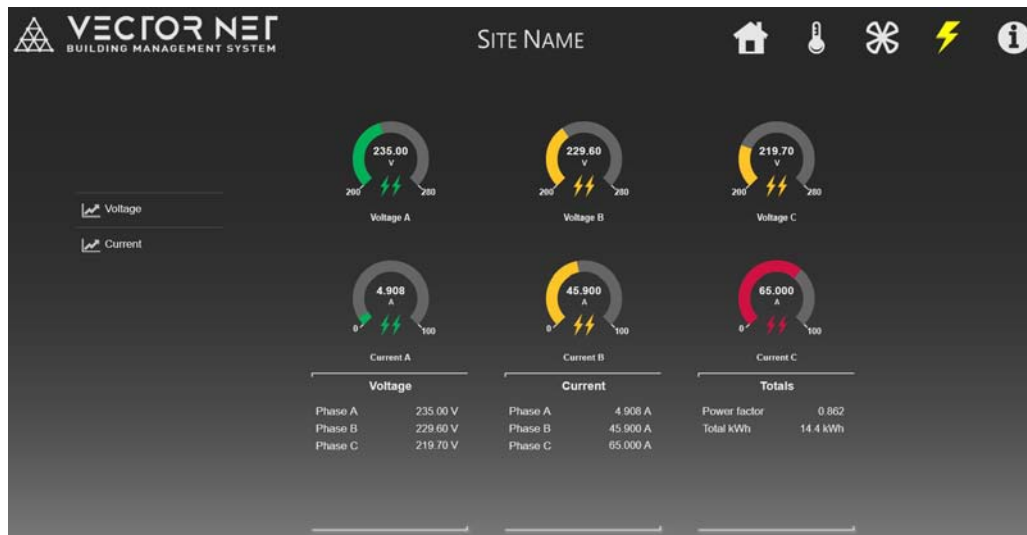 VECTOR NET
BUILDING MANAGEMENT SYSTEM
SITE NAME
Voltage
Current
235.00
V
200
280
Voltage A
229.60
V
200
280
Voltage B
219.70
V
200
280
Voltage C
4.908
A
0
100
Current A
45.900
A
0
100
Current B
65.000
A
0
100
Current C
Voltage
Phase A 235.00 V
Phase B 229.60 V
Phase C 219.70 V
Current
Phase A 4.908 A
Phase B 45.900 A
Phase C 65.000 A
Totals
Power factor 0.862
Total kWh 14.4 kWh